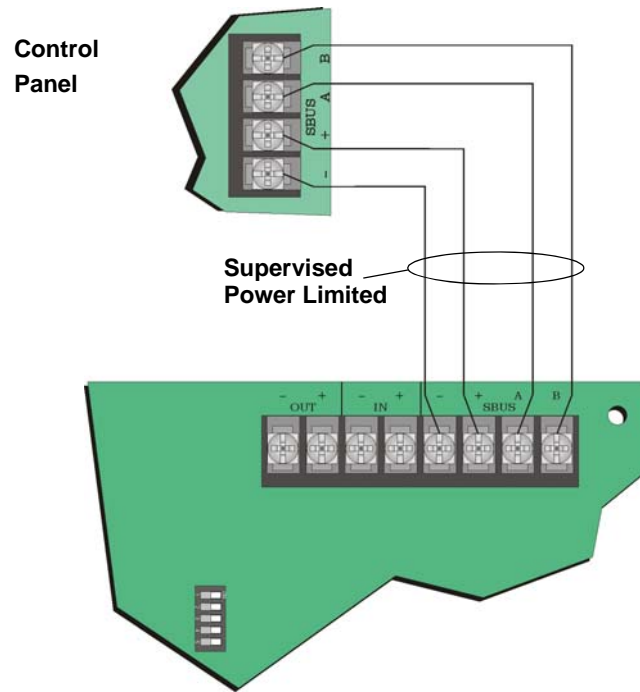 Control
Panel
B
A
SBUS
+
−
Supervised
Power Limited
− + − + − + A B
OUT IN SBUS